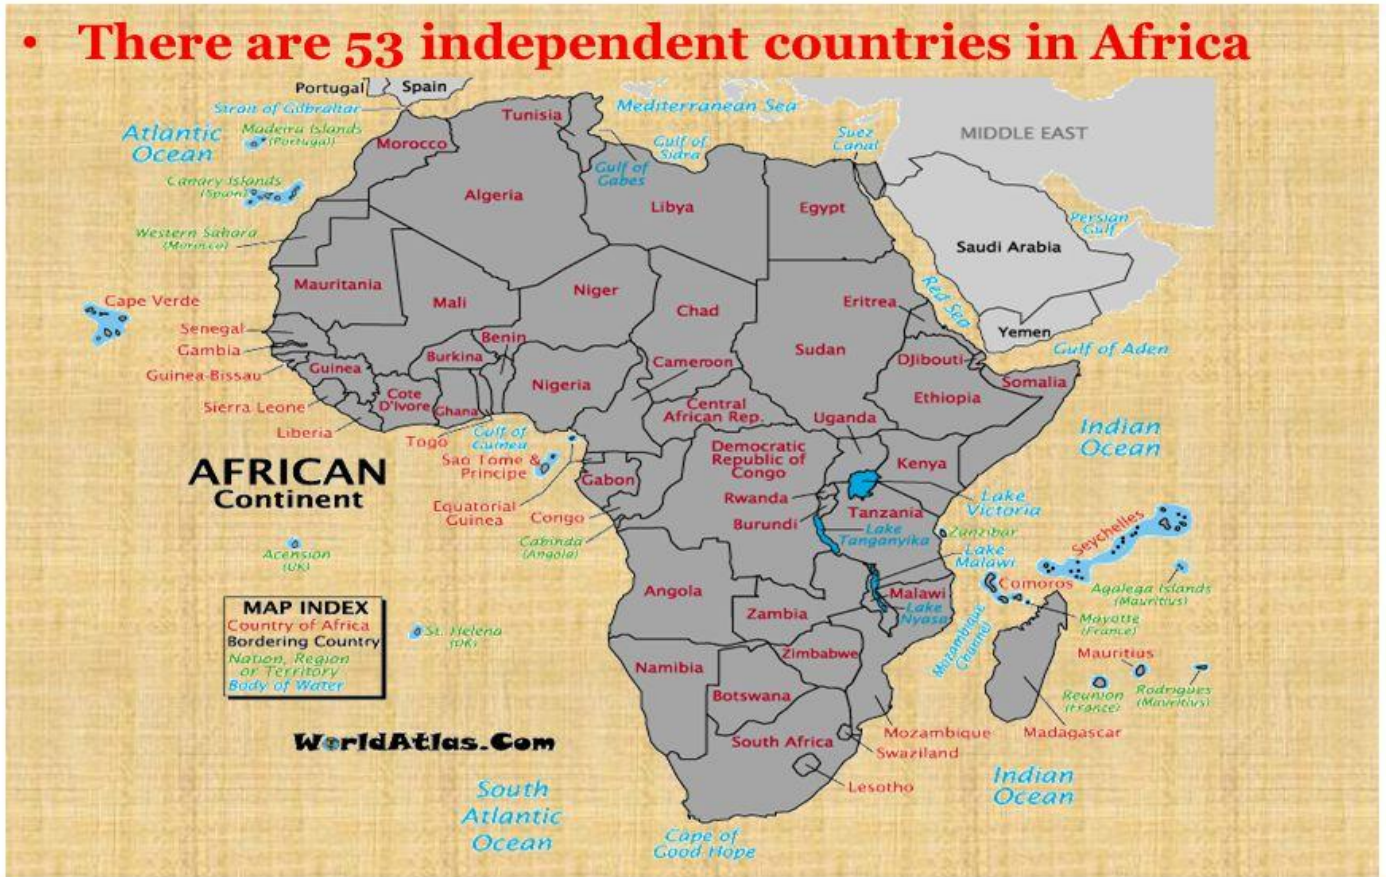 • There are 53 independent countries in Africa
Portugal
Spain
Strait of Gibraltar
Mediterranean Sea
Atlantic
Ocean
Madeira Islands
(Portugal)
Tunisia
Morocco
Gulf of
Sidra
Suez
Canal
MIDDLE EAST
Gulf of
Gabes
Canary Islands
(Spain)
Algeria
Libya
Egypt
Persian
Gulf
Western Sahara
(Morocco)
Saudi Arabia
Mauritania
Mali
Niger
Chad
Eritrea
Red Sea
Cape Verde
Senegal
Gambia
Guinea-Bissau
Benin
Burkina
Guinea
Nigeria
Cameroon
Sudan
Yemen
Gulf of Aden
DJibouti
Somalia
Ethiopia
Sierra Leone
Liberia
Cote
D'Ivore
Ghana
Togo
Gulf of
Guinea
Central
African Rep.
Uganda
Indian
Ocean
AFRICAN
Continent
Sao Tome &
Principe
Gabon
Democratic
Republic of
Congo
Kenya
Equatorial
Guinea
Congo
Cabinda
(Angola)
Rwanda
Burundi
Tanzania
Lake
Victoria
Lake
Tanganyika
Zanzibar
Lake
Malawi
Seychelles
Acension
(UK)
Angola
Zambia
Malawi
Lake
Nyasa
Comoros
Agalega Islands
(Mauritius)
Mayotte
(France)
Mozambique
Channel
MAP INDEX
Country of Africa
Bordering Country
Nation, Region
or Territory
Body of Water
St. Helena
(UK)
Namibia
Zimbabwe
Botswana
Mauritius
Reunion
(France)
Rodrigues
(Mauritius)
WorldAtlas.Com
South Africa
Mozambique
Madagascar
Swaziland
Lesotho
South
Atlantic
Ocean
Indian
Ocean
Cape of
Good Hope